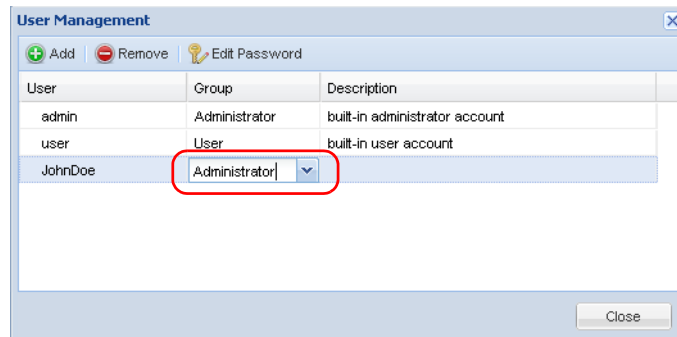 User Management
Add Remove Edit Password
User Group Description
admin Administrator built-in administrator account
user User built-in user account
JohnDoe Administrator
Close